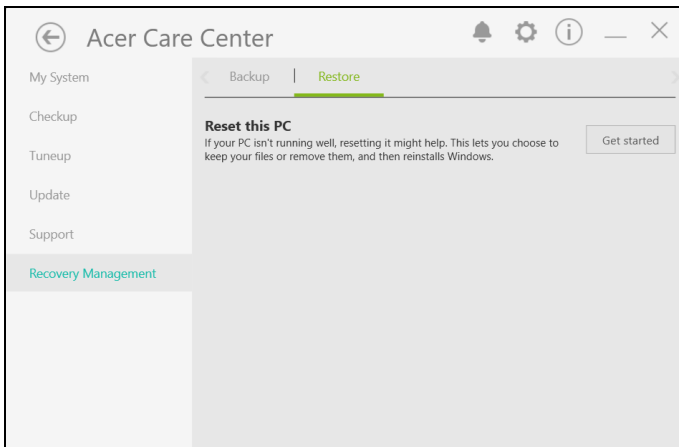 Acer Care Center
My System
Checkup
Tuneup
Update
Support
Recovery Management
Backup | Restore
Reset this PC
If your PC isn't running well, resetting it might help. This lets you choose to
keep your files or remove them, and then reinstalls Windows.
Get started